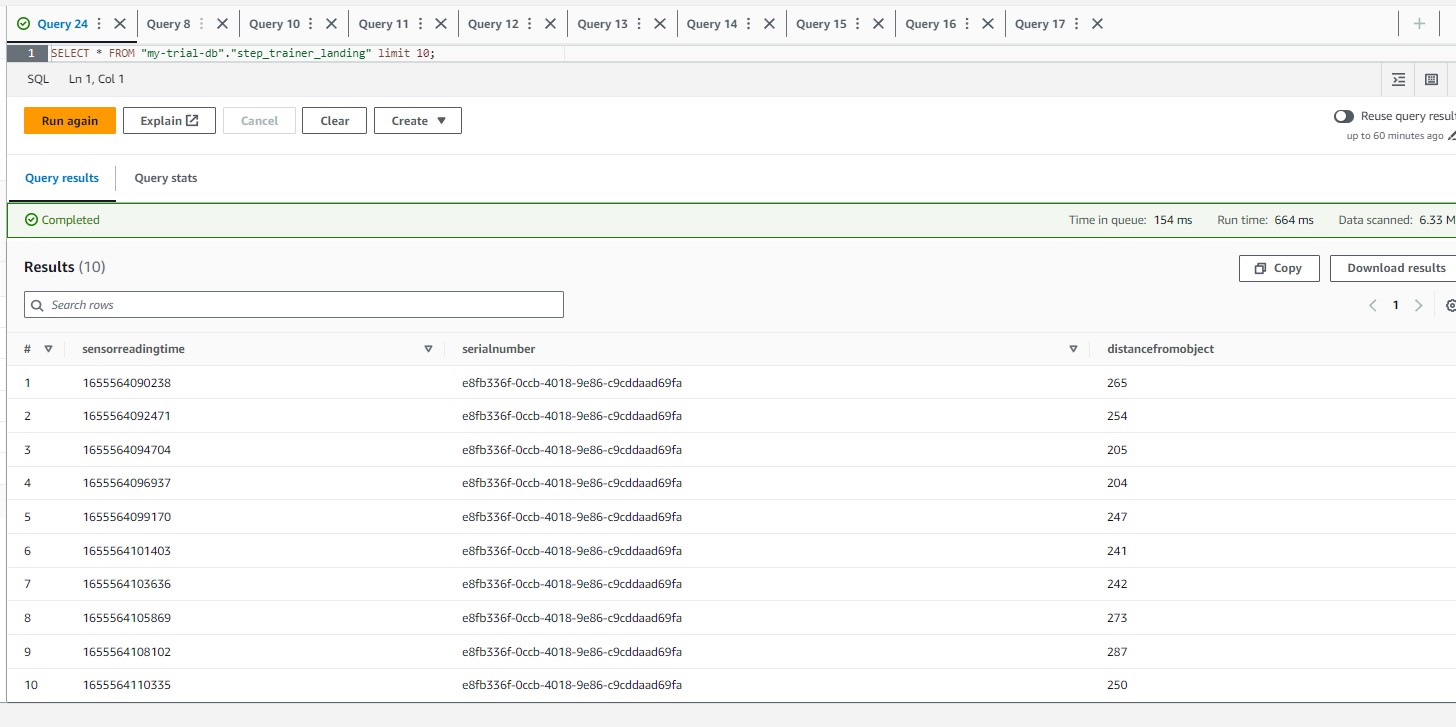 Query 24 Query 8 Query 10 Query 11 Query 12 Query 13 Query 14 Query 15 Query 16 Query 17
1 SELECT * FROM "my-trial-db"."step_trainer_landing" limit 10;
SQL Ln 1, Col 1
Run again Explain Cancel Clear Create Reuse query result
up to 60 minutes ago
Query results Query stats
Completed Time in queue: 154 ms Run time: 664 ms Data scanned: 6.33 M
Results (10) Copy Download results
Search rows 1
# sensorreadingtime serialnumber distancefromobject
1 1655564090238 e8fb336f-0ccb-4018-9e86-c9cddaad69fa 265
2 1655564092471 e8fb336f-0ccb-4018-9e86-c9cddaad69fa 254
3 1655564094704 e8fb336f-0ccb-4018-9e86-c9cddaad69fa 205
4 1655564096937 e8fb336f-0ccb-4018-9e86-c9cddaad69fa 204
5 1655564099170 e8fb336f-0ccb-4018-9e86-c9cddaad69fa 247
6 1655564101403 e8fb336f-0ccb-4018-9e86-c9cddaad69fa 241
7 1655564103636 e8fb336f-0ccb-4018-9e86-c9cddaad69fa 242
8 1655564105869 e8fb336f-0ccb-4018-9e86-c9cddaad69fa 273
9 1655564108102 e8fb336f-0ccb-4018-9e86-c9cddaad69fa 287
10 1655564110335 e8fb336f-0ccb-4018-9e86-c9cddaad69fa 250